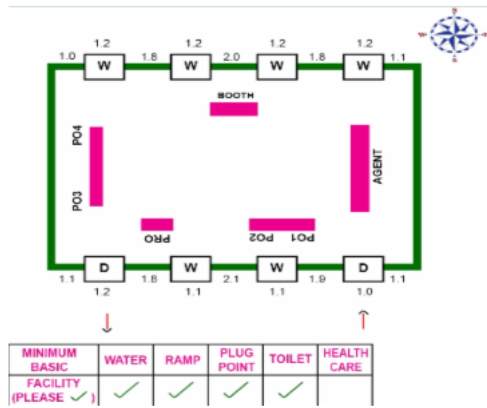 1.2 1.2 1.2 1.2
1.0 1.8 2.0 1.8 1.1
W W W W
BOOTH
PO4
PO3
AGENT
PRO
PO2 PO1
D W W D
1.1 1.8 2.1 1.9 1.1
1.2 1.1 1.1 1.0
MINIMUM BASIC FACILITY (PLEASE ✓) WATER RAMP PLUG POINT TOILET HEALTH CARE
✓ ✓ ✓ ✓